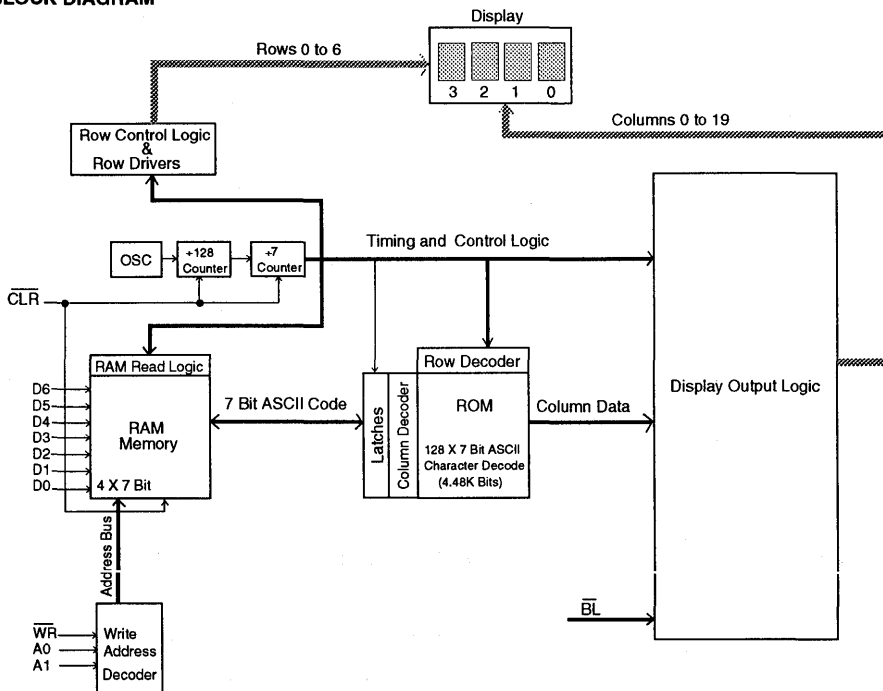 BLOCK DIAGRAM
Display
Rows 0 to 6
3 2 1 0
Columns 0 to 19
Row Control Logic
&
Row Drivers
Timing and Control Logic
OSC
÷128
Counter
÷7
Counter
CLR
RAM Read Logic
Row Decoder
D6
D5
D4
D3
D2
D1
D0
RAM
Memory
4 X 7 Bit
7 Bit ASCII Code
Latches
Column Decoder
ROM
128 X 7 Bit ASCII
Character Decode
(4.48K Bits)
Column Data
Display Output Logic
Address Bus
BL
WR
A0
A1
Write
Address
Decoder